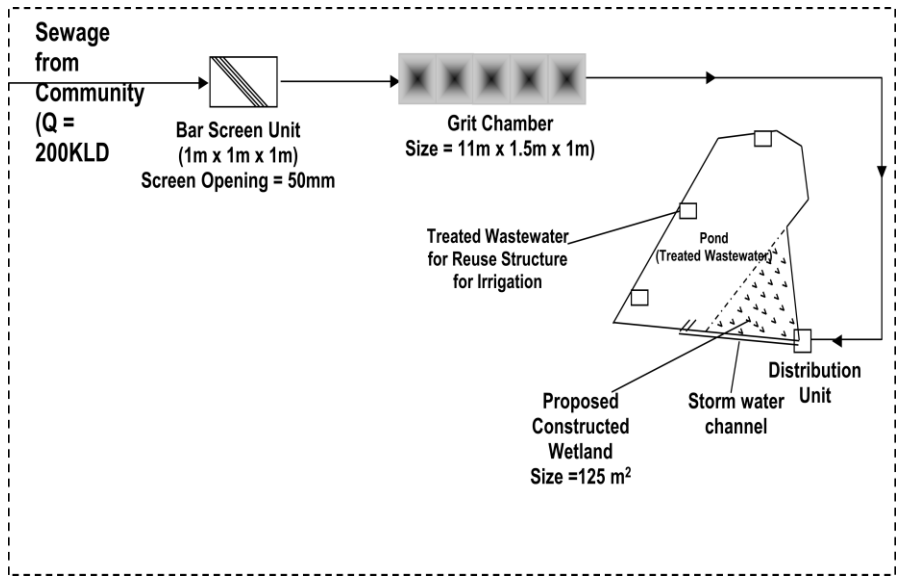 Sewage
from
Community
(Q =
200KLD
Bar Screen Unit
(1m x 1m x 1m)
Screen Opening = 50mm
Grit Chamber
Size = 11m x 1.5m x 1m)
Treated Wastewater
for Reuse Structure
for Irrigation
Pond
(Treated Wastewater)
Distribution
Unit
Proposed
Constructed
Wetland
Size =125 m²
Storm water
channel